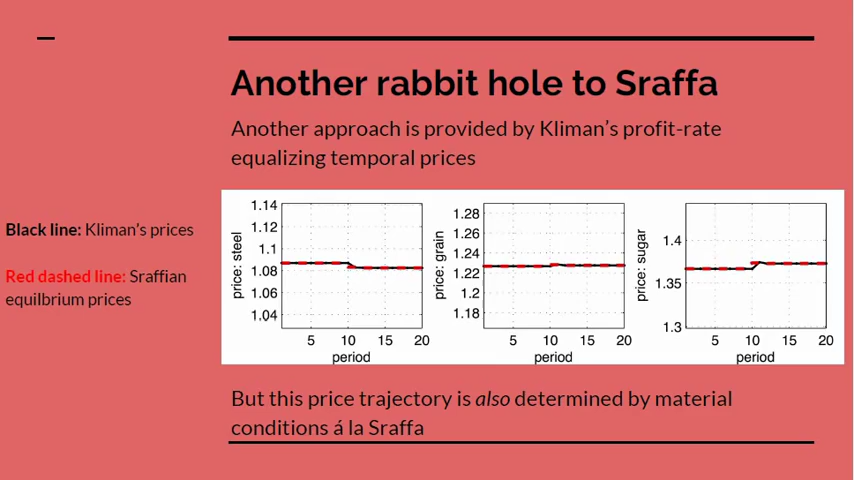 Another rabbit hole to Sraffa
Another approach is provided by Kliman's profit-rate
equalizing temporal prices
Black line: Kliman's prices
Red dashed line: Sraffian
equilbrium prices
price: steel
1.14
1.12
1.1
1.08
1.06
1.04
5 10 15 20
period
price: grain
1.28
1.26
1.24
1.22
1.2
1.18
5 10 15 20
period
price: sugar
1.4
1.35
1.3
5 10 15 20
period
But this price trajectory is also determined by material
conditions á la Sraffa